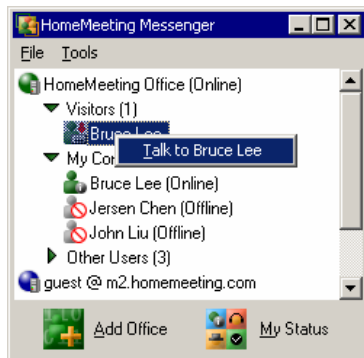 HomeMeeting Messenger
File Tools
HomeMeeting Office (Online)
Visitors (1)
Bruce Lee
Talk to Bruce Lee
My Con
Bruce Lee (Online)
Jersen Chen (Offline)
John Liu (Offline)
Other Users (3)
guest @ m2.homemeeting.com
Add Office My Status